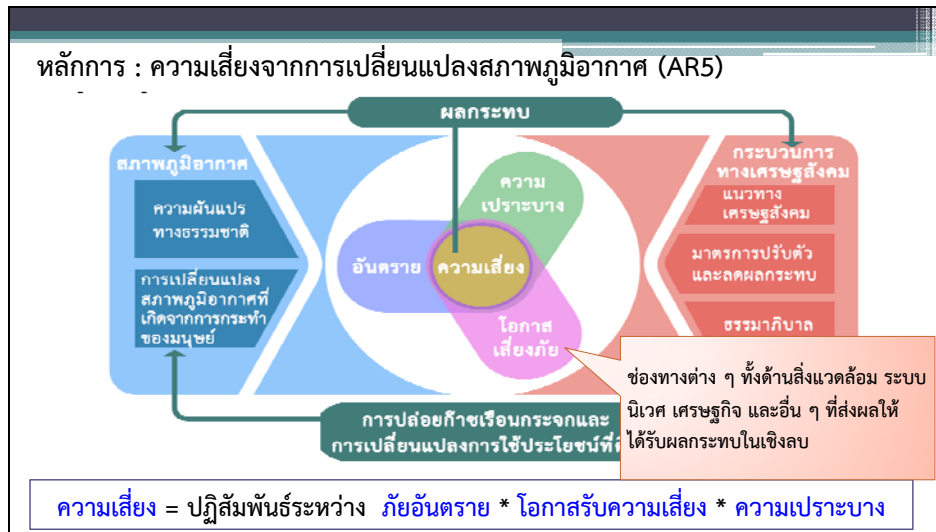 หลักการ : ความเสี่ยงจากการเปลี่ยนแปลงสภาพภูมิอากาศ (AR5)
ผลกระทบ
สภาพภูมิอากาศ
ความผันแปร
ทางธรรมชาติ
การเปลี่ยนแปลง
สภาพภูมิอากาศที่
เกิดจากการกระทำ
ของมนุษย์
ความ
เปราะบาง
อันตราย
ความเสี่ยง
โอกาส
เสี่ยงภัย
กระบวนการ
ทางเศรษฐสังคม
แนวทาง
เศรษฐสังคม
มาตรการปรับตัว
และลดผลกระทบ
ธรรมาภิบาล
ช่องทางต่าง ๆ ทั้งด้านสิ่งแวดล้อม ระบบ
นิเวศ เศรษฐกิจ และอื่น ๆ ที่ส่งผลให้
ได้รับผลกระทบในเชิงลบ
การปล่อยก๊าซเรือนกระจกและ
การเปลี่ยนแปลงการใช้ประโยชน์
ความเสี่ยง = ปฏิสัมพันธ์ระหว่าง ภัยอันตราย * โอกาสรับความเสี่ยง * ความเปราะบาง